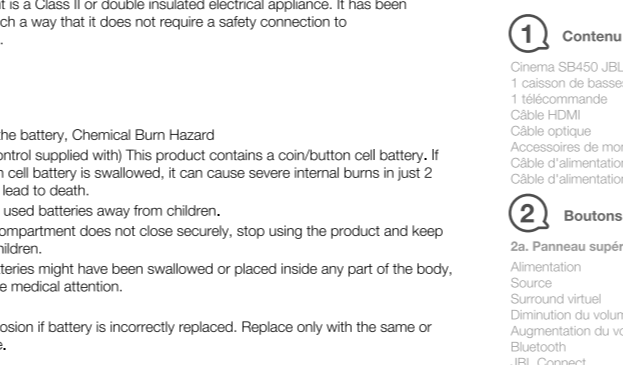 it is a Class II or double insulated electrical appliance. It has been
ch a way that it does not require a safety connection to
.
the battery, Chemical Burn Hazard
ontrol supplied with) This product contains a coin/button cell battery. If
n cell battery is swallowed, it can cause severe internal burns in just 2
lead to death.
used batteries away from children.
ompartment does not close securely, stop using the product and keep
hildren.
tteries might have been swallowed or placed inside any part of the body,
e medical attention.
osion if battery is incorrectly replaced. Replace only with the same or
e.
1 Contenu
Cinema SB450 JBL
1 caisson de basses
1 télécommande
Câble HDMI
Câble optique
Accessoires de mon
Câble d'alimentation
Câble d'alimentation
2 Boutons
2a. Panneau supér
Alimentation
Source
Surround virtuel
Diminution du volum
Augmentation du vo
Bluetooth
JBL Connect